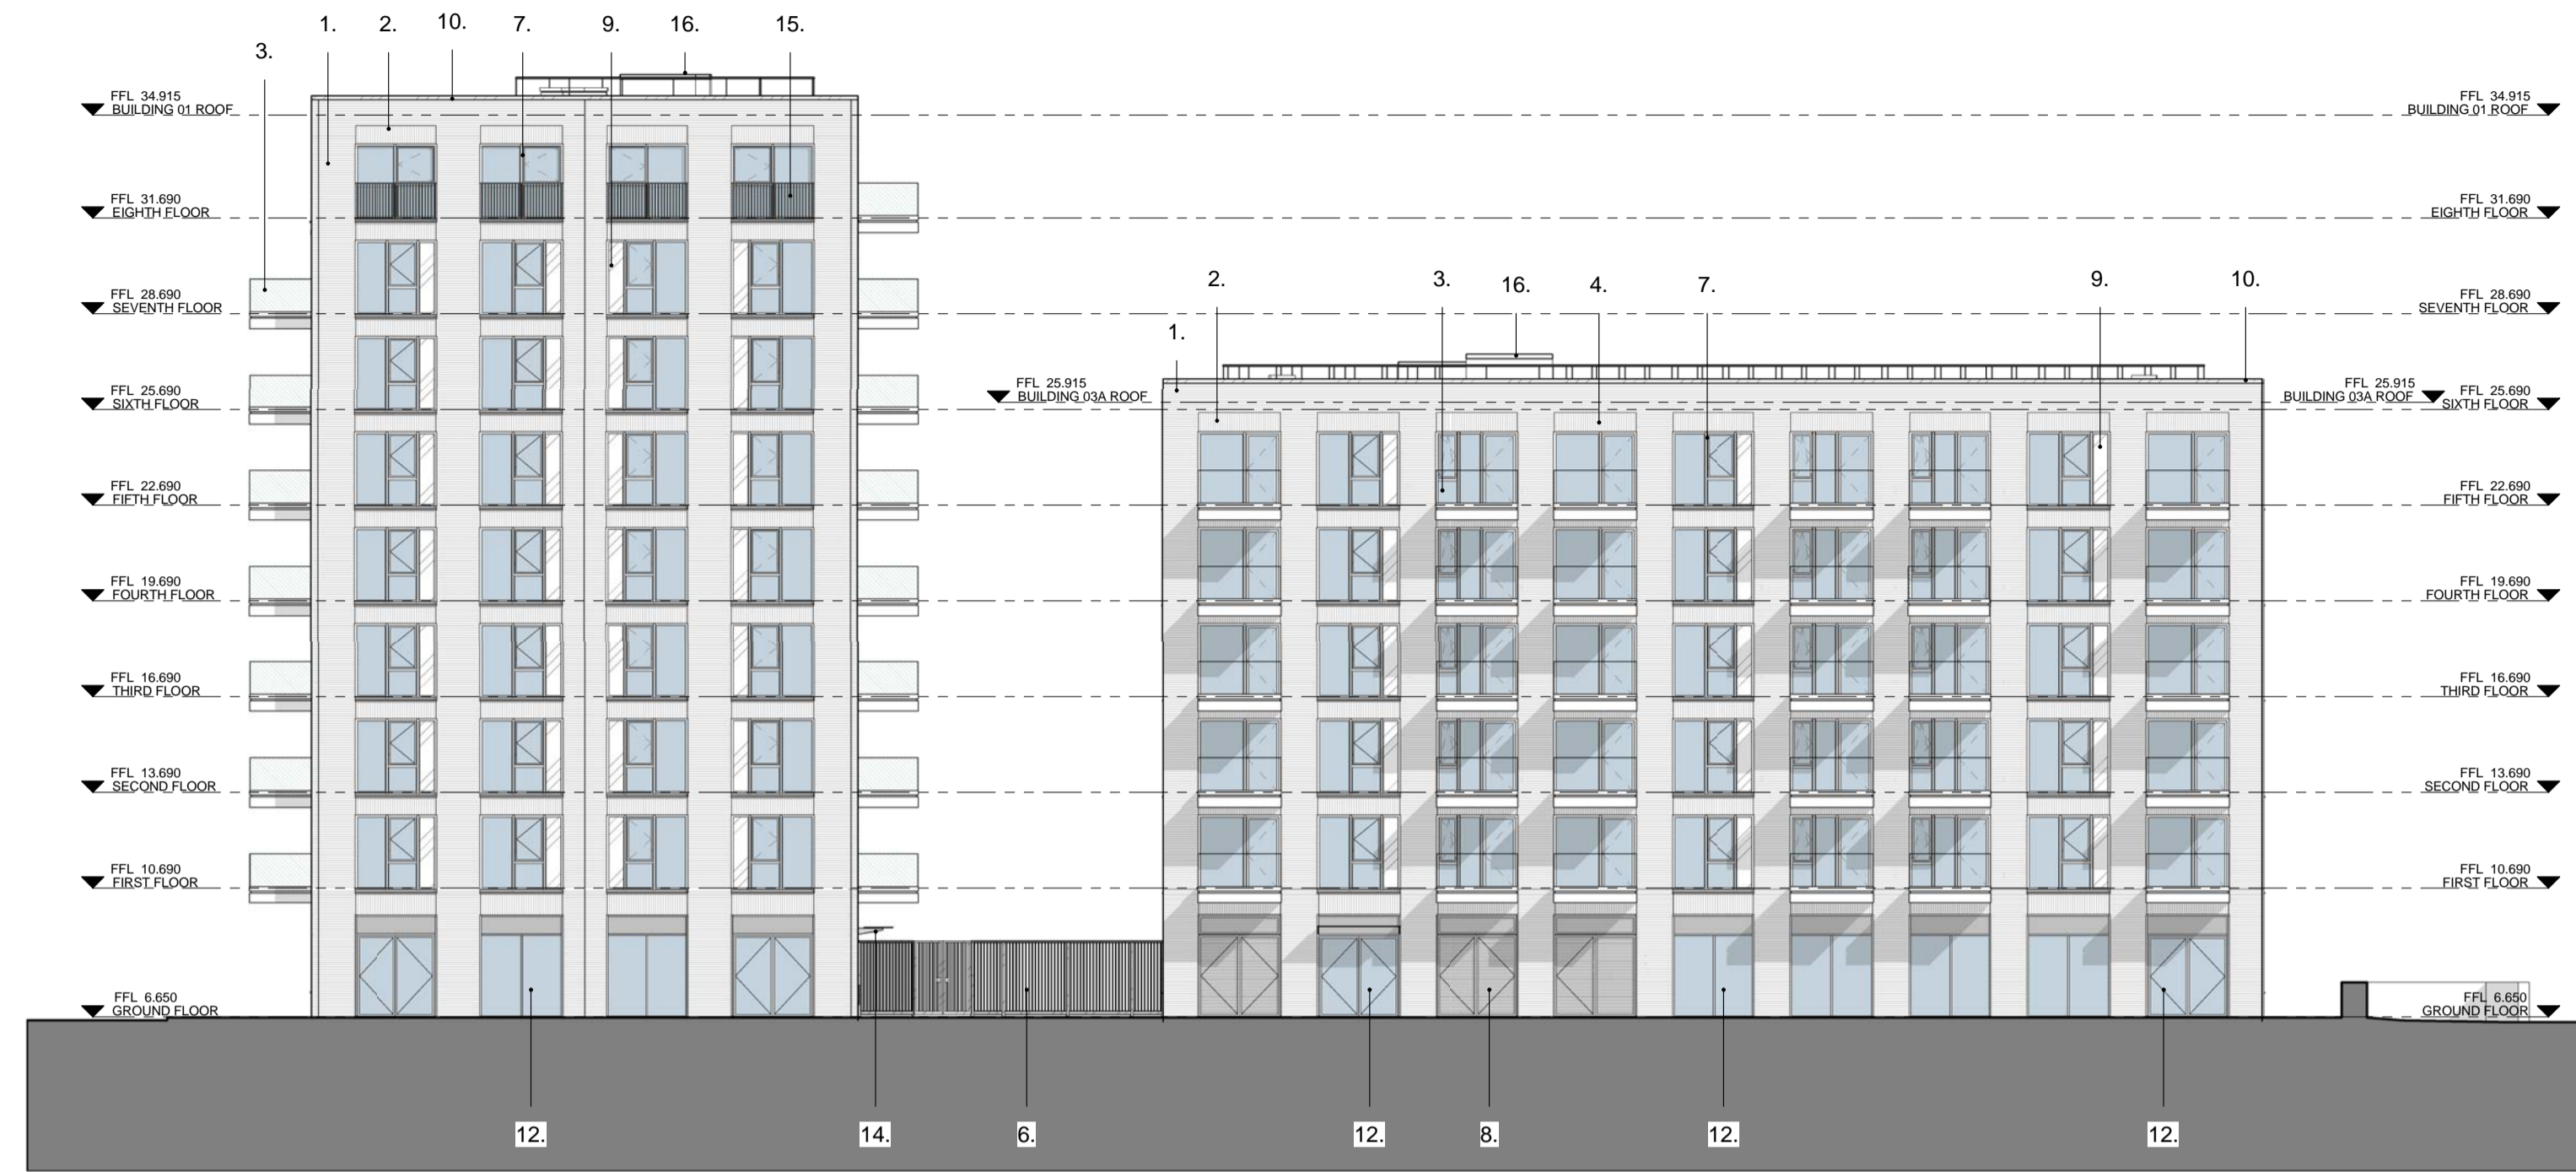 1.
2.
10.
7.
9.
16.
15.
3.
FFL 34.915
BUILDING 01 ROOF
FFL 34.915
BUILDING 01 ROOF
FFL 31.690
EIGHTH FLOOR
FFL 31.690
EIGHTH FLOOR
2.
3.
16.
4.
7.
9.
10.
FFL 28.690
SEVENTH FLOOR
FFL 28.690
SEVENTH FLOOR
1.
FFL 25.690
SIXTH FLOOR
FFL 25.915
BUILDING 03A ROOF
FFL 25.915
BUILDING 03A ROOF
FFL 25.690
SIXTH FLOOR
FFL 22.690
FIFTH FLOOR
FFL 22.690
FIFTH FLOOR
FFL 19.690
FOURTH FLOOR
FFL 19.690
FOURTH FLOOR
FFL 16.690
THIRD FLOOR
FFL 16.690
THIRD FLOOR
FFL 13.690
SECOND FLOOR
FFL 13.690
SECOND FLOOR
FFL 10.690
FIRST FLOOR
FFL 10.690
FIRST FLOOR
FFL 6.650
GROUND FLOOR
FFL 6.650
GROUND FLOOR
12.
14.
6.
12.
8.
12.
12.